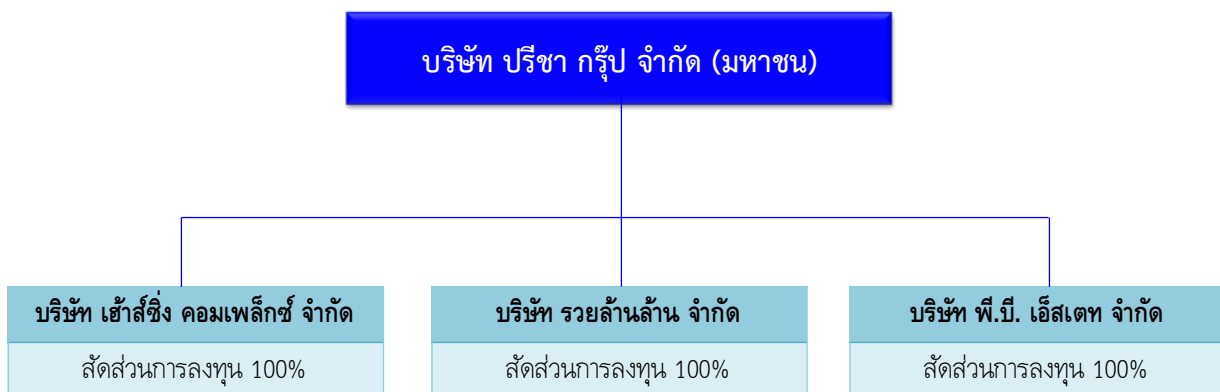 บริษัท ปรีชา กรุ๊ป จำกัด (มหาชน)
บริษัท เฮ้าส์ซิ่ง คอมเพล็กซ์ จำกัด
สัดส่วนการลงทุน 100%
บริษัท รวยล้านล้าน จำกัด
สัดส่วนการลงทุน 100%
บริษัท พี.บี. เอ็สเตท จำกัด
สัดส่วนการลงทุน 100%